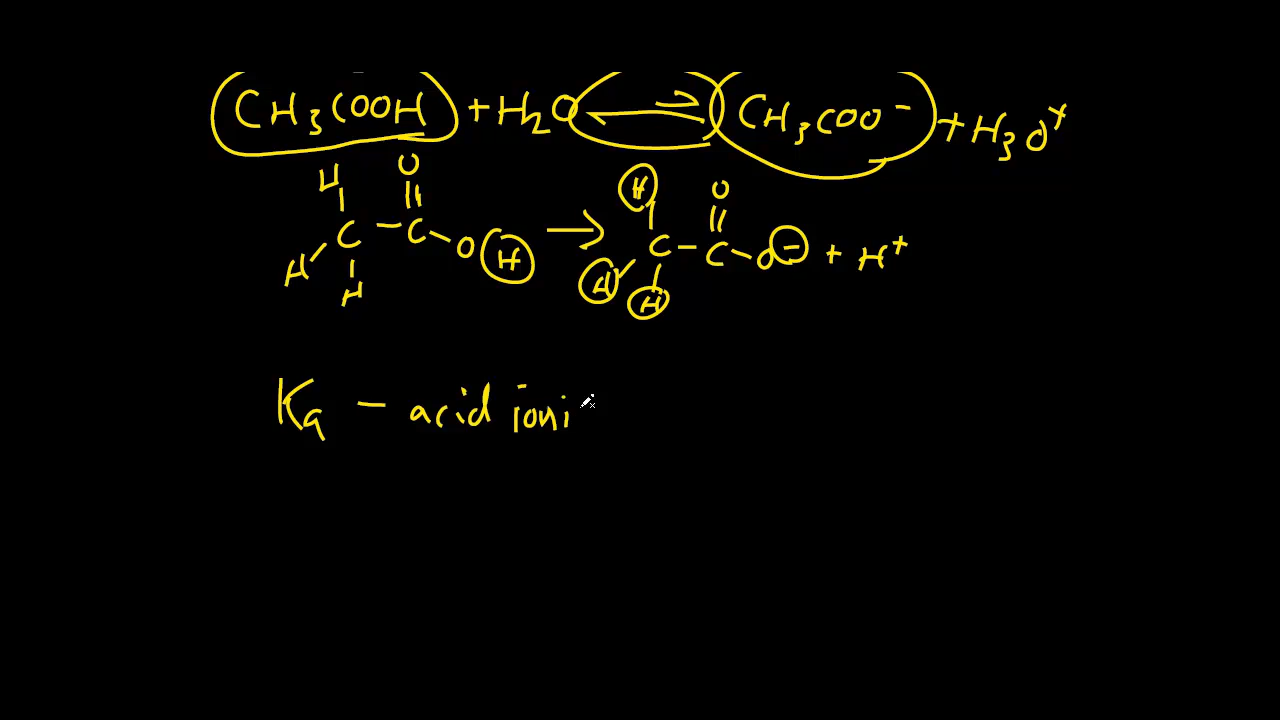 CH₃COOH + H₂O ⇌ CH₃COO⁻ + H₃O⁺
H O H O
H C C O H → H C C O⁻ + H⁺
H H
Ka - acid ioni